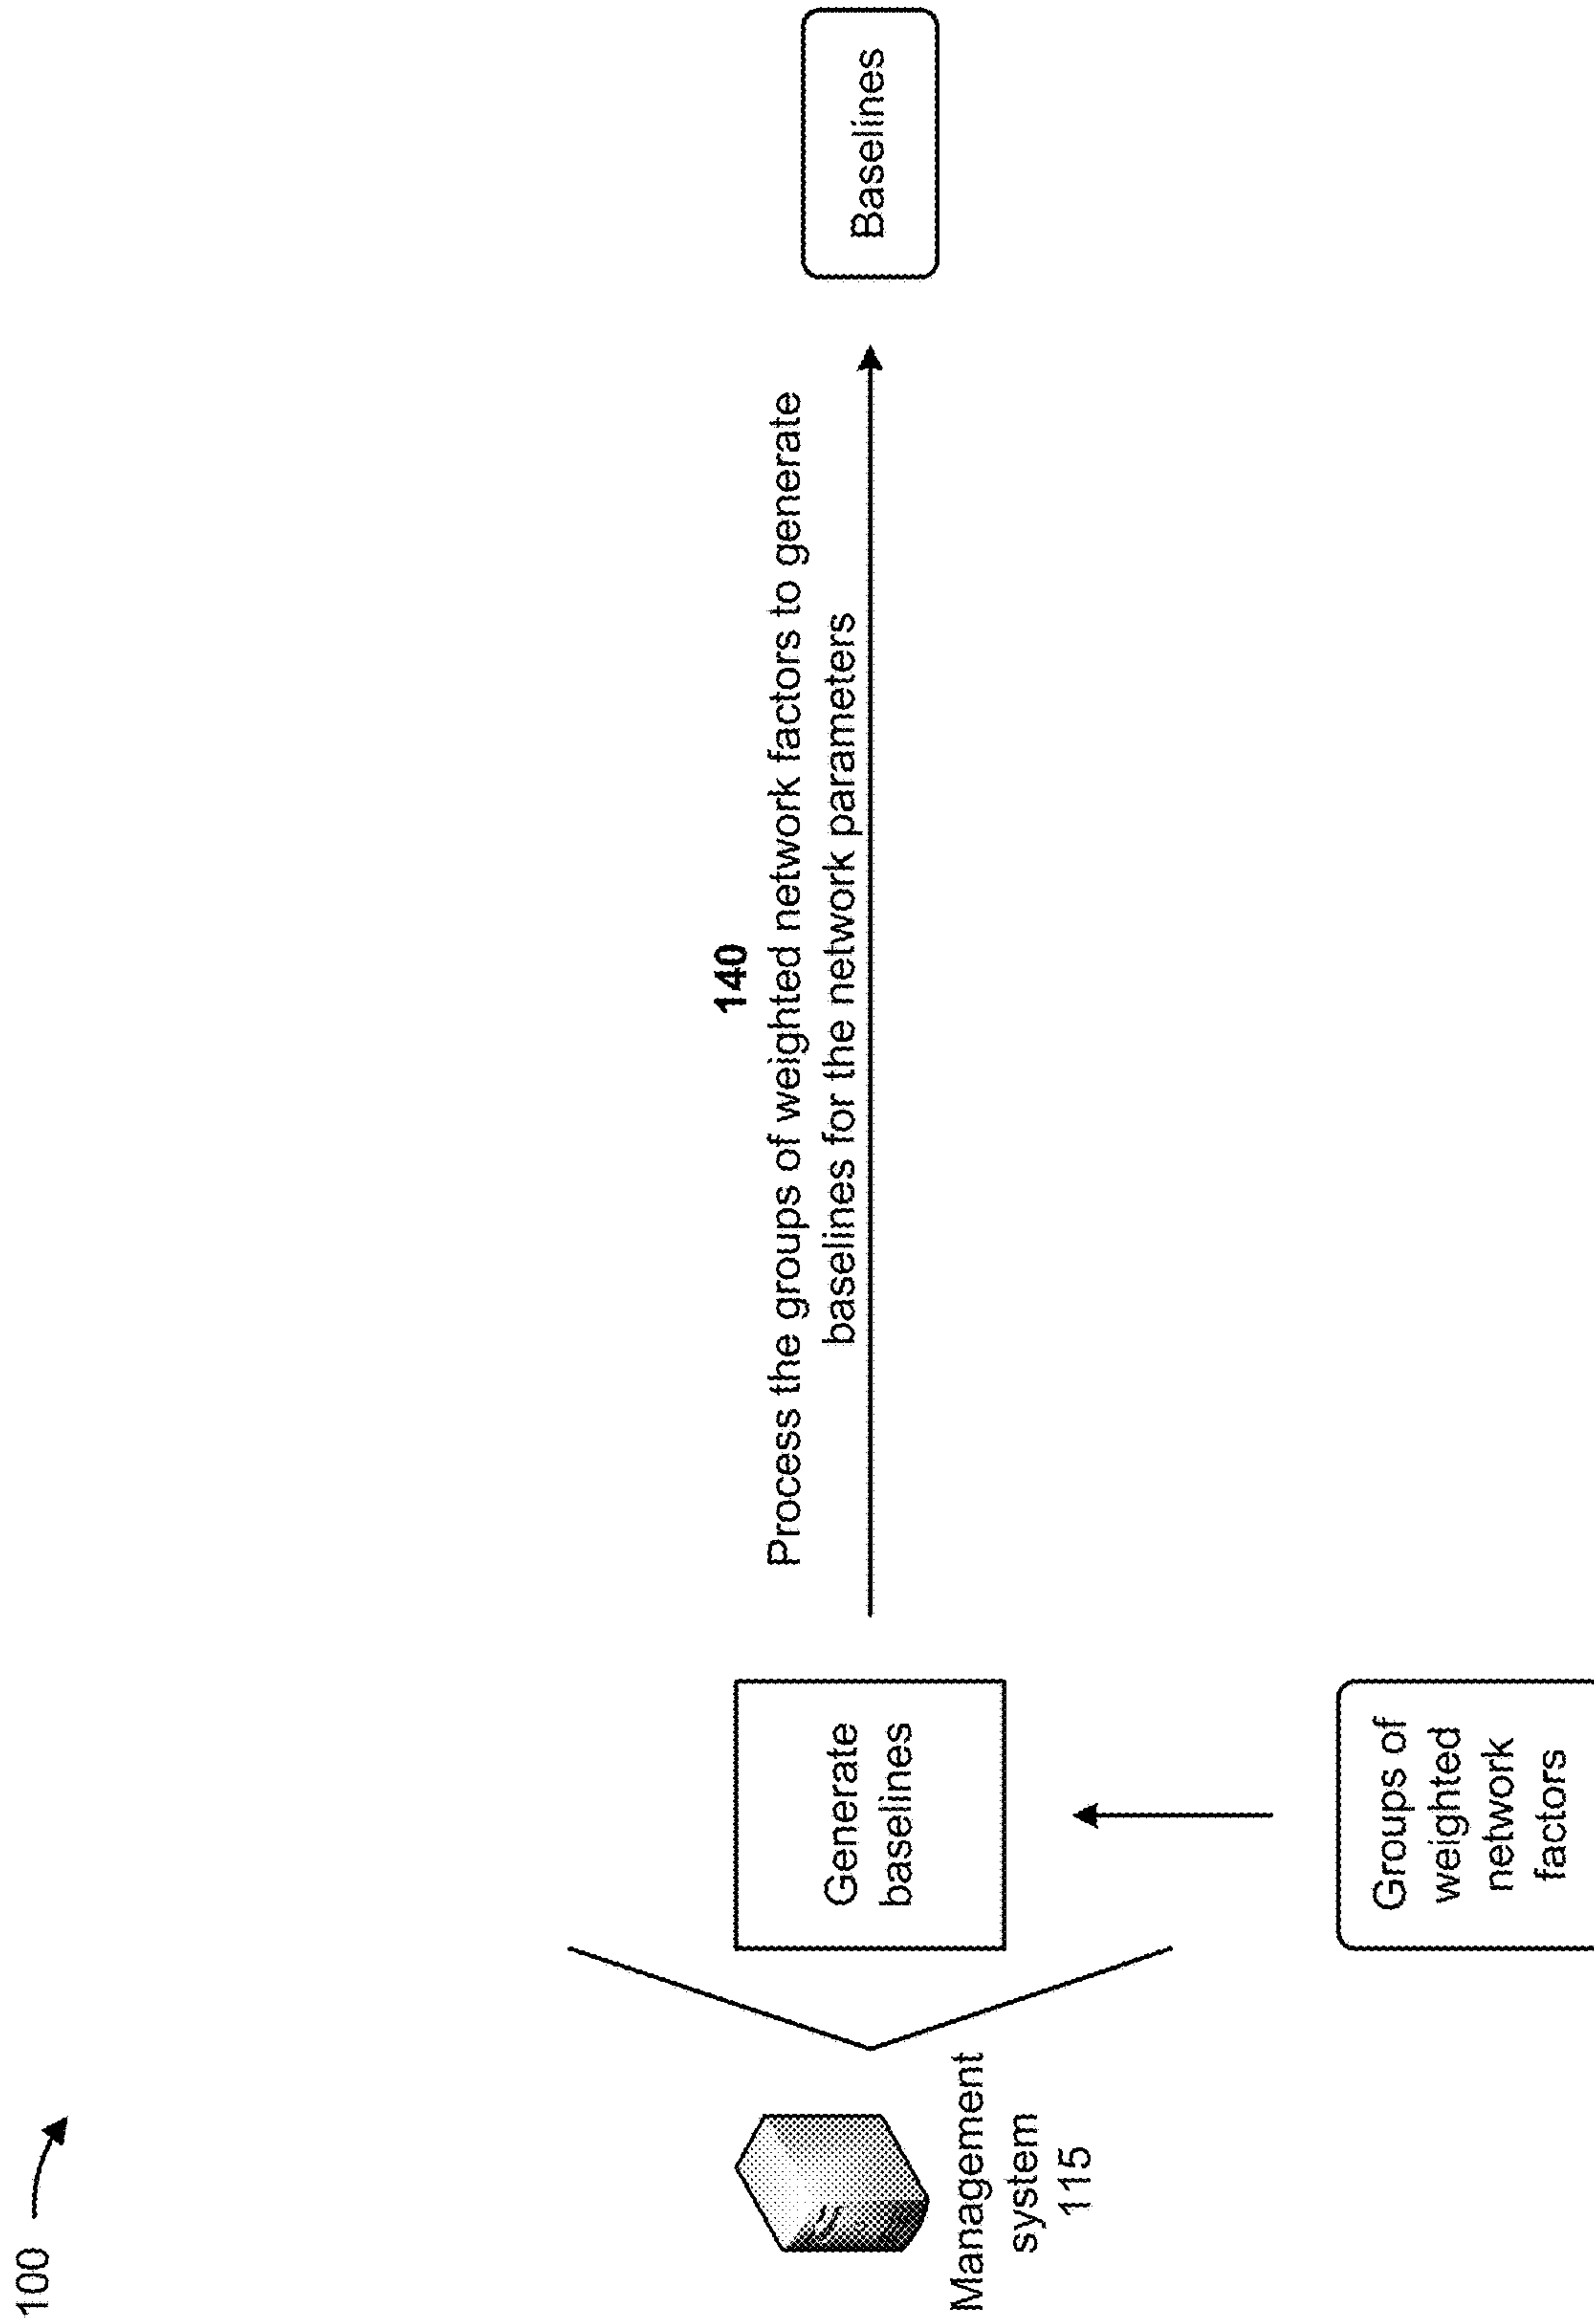 100
140
Process the groups of weighted network factors to generate
baselines for the network parameters
Management
system
115
Generate
baselines
Baselines
Groups of
weighted
network
factors